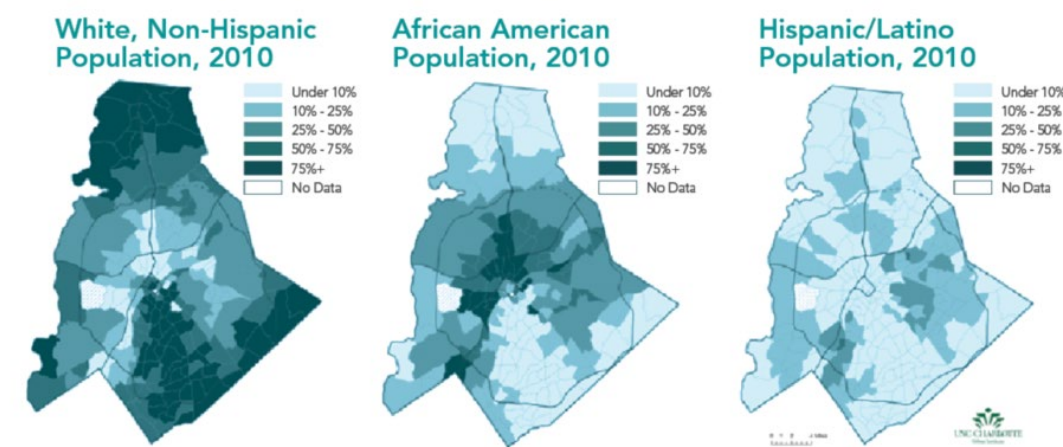 White, Non-Hispanic
Population, 2010
Under 10%
10% - 25%
25% - 50%
50% - 75%
75%+
No Data
African American
Population, 2010
Under 10%
10% - 25%
25% - 50%
50% - 75%
75%+
No Data
Hispanic/Latino
Population, 2010
Under 10%
10% - 25%
25% - 50%
50% - 75%
75%+
No Data
UNC CHARLOTTE